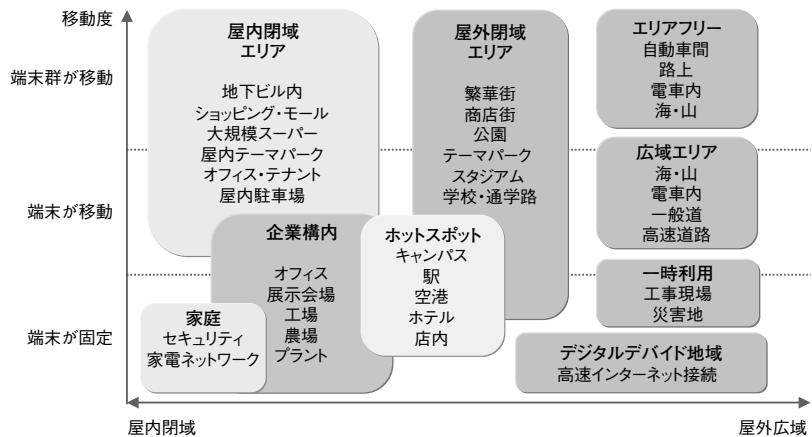 移動度
端末群が移動
端末が移動
端末が固定
屋内閉域
エリア
地下ビル内
ショッピング・モール
大規模スーパー
屋内テーマパーク
オフィス・テナント
屋内駐車場
屋外閉域
エリア
繁華街
商店街
公園
テーマパーク
スタジアム
学校・通学路
エリアフリー
自動車間
路上
電車内
海・山
広域エリア
海・山
電車内
一般道
高速道路
企業構内
オフィス
展示会場
工場
農場
プラント
ホットスポット
キャンパス
駅
空港
ホテル
店内
一時利用
工事現場
災害地
家庭
セキュリティ
家電ネットワーク
デジタルデバイド地域
高速インターネット接続
屋内閉域
屋外広域